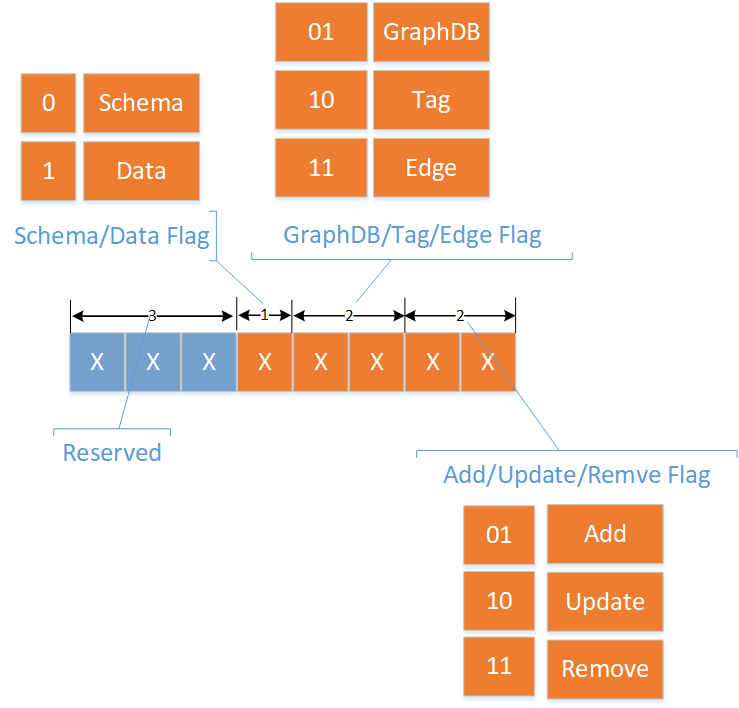 01 GraphDB
10 Tag
11 Edge
0 Schema
1 Data
Schema/Data Flag
GraphDB/Tag/Edge Flag
3 1 2 2
X X X X X X X X
Reserved
Add/Update/Remve Flag
01 Add
10 Update
11 Remove